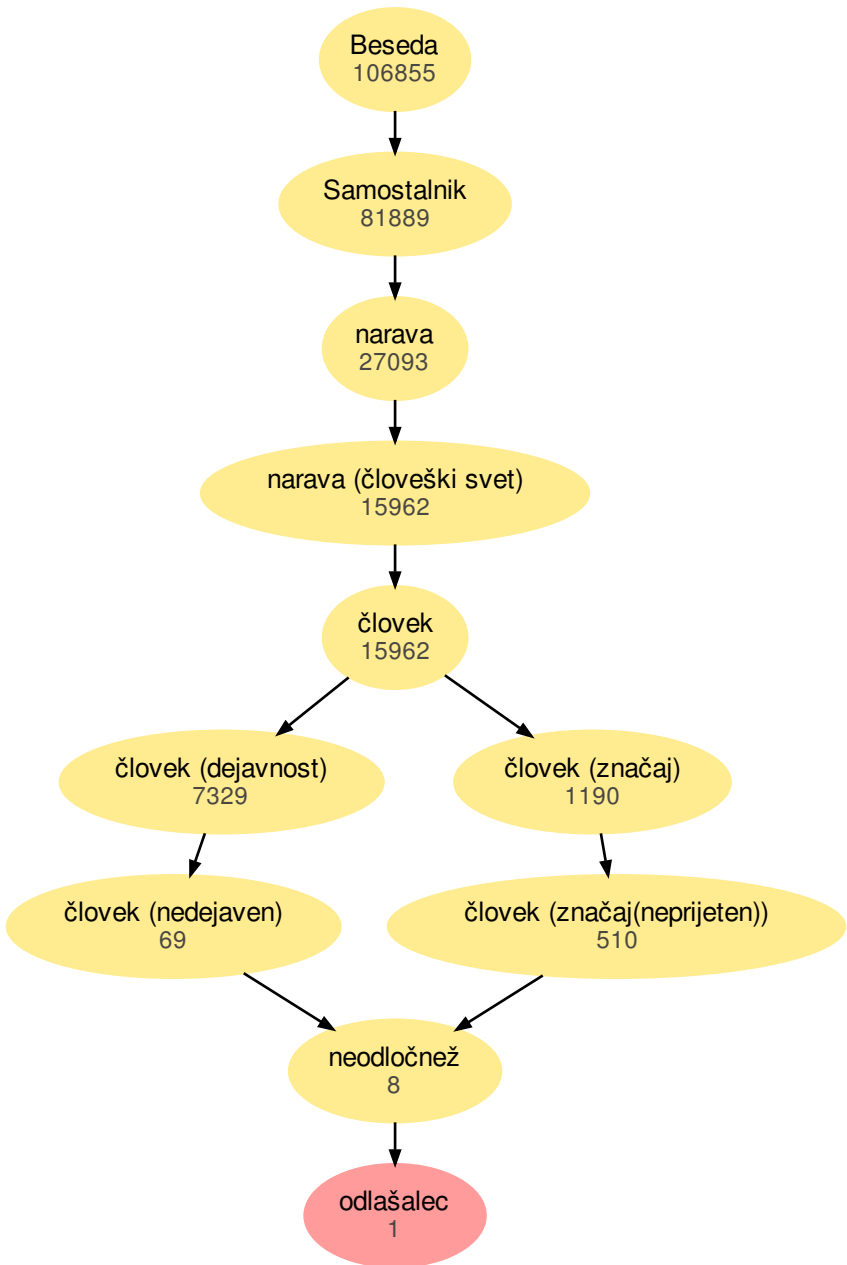 Beseda
106855
Samostalnik
81889
narava
27093
narava (človeški svet)
15962
človek
15962
človek (dejavnost)
7329
človek (značaj)
1190
človek (nedejaven)
69
človek (značaj(neprijeten))
510
neodločnež
8
odlašalec
1